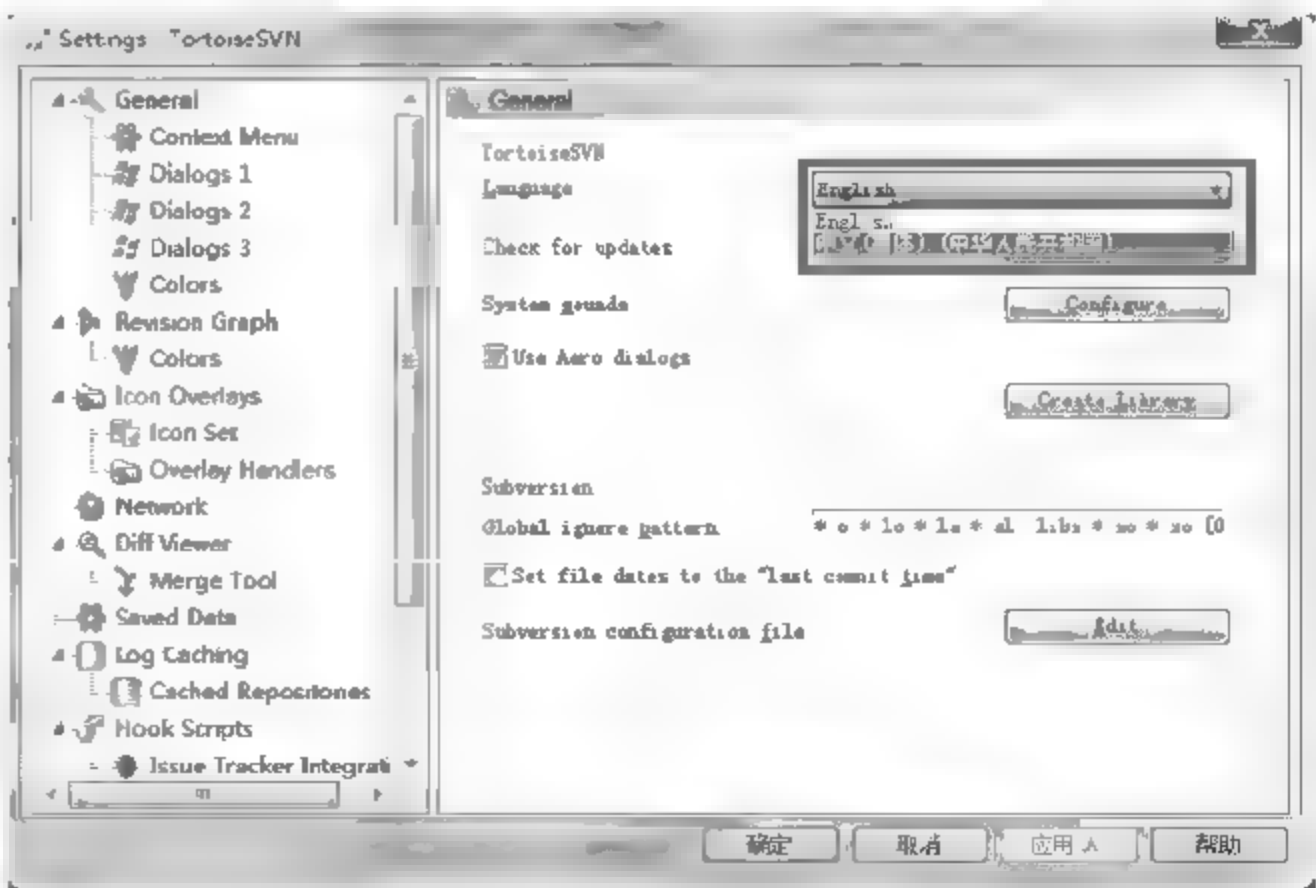 Settings TortoiseSVN
General
Context Menu
Dialogs 1
Dialogs 2
Dialogs 3
Colors
Revision Graph
Colors
Icon Overlays
Icon Set
Overlay Handlers
Network
Diff Viewer
Merge Tool
Saved Data
Log Caching
Cached Repositories
Hook Scripts
Issue Tracker Integrati
General
TortoiseSVN
Language
English
Check for updates
System sounds
Configure
Use Aero dialogs
Create Library
Subversion
Global ignore pattern
Set file dates to the "last commit time"
Subversion configuration file
Edit
确定
取消
应用
帮助